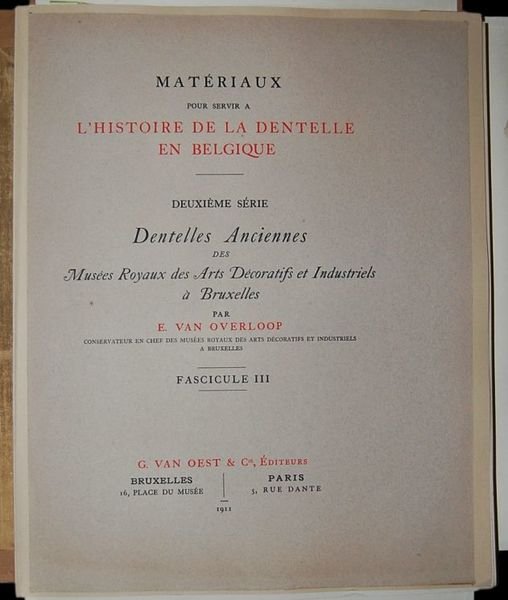 MATÉRIAUX
POUR SERVIR A
L'HISTOIRE DE LA DENTELLE
EN BELGIQUE
DEUXIÈME SÉRIE
Dentelles Anciennes
DES
Musées Royaux des Arts Décoratifs et Industriels
à Bruxelles
PAR
E. VAN OVERLOOP
CONSERVATEUR EN CHEF DES MUSÉES ROYAUX DES ARTS DÉCORATIFS ET INDUSTRIELS
A BRUXELLES
FASCICULE III
G. VAN OEST & Cie, ÉDITEURS
BRUXELLES
16, PLACE DU MUSÉE
PARIS
5, RUE DANTE
1911